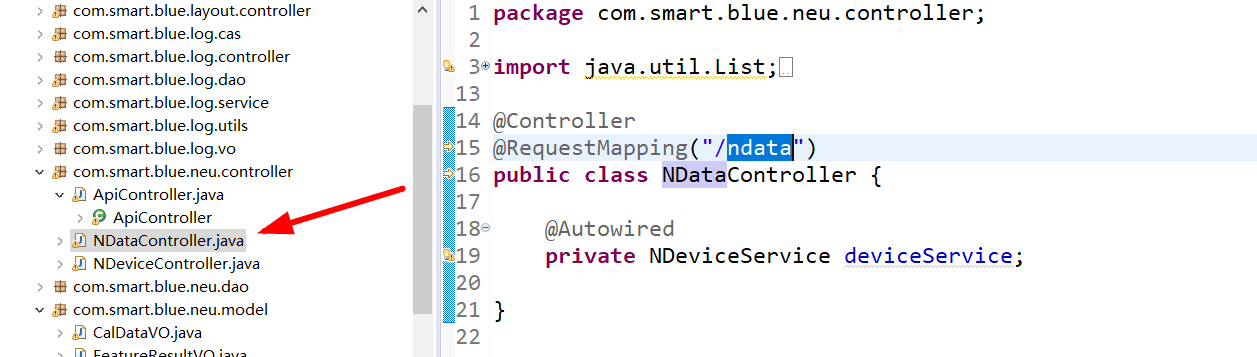 com.smart.blue.layout.controller
com.smart.blue.log.cas
com.smart.blue.log.controller
com.smart.blue.log.dao
com.smart.blue.log.service
com.smart.blue.log.utils
com.smart.blue.log.vo
com.smart.blue.neu.controller
ApiController.java
ApiController
NDataController.java
NDeviceController.java
com.smart.blue.neu.dao
com.smart.blue.neu.model
CalDataVO.java
FeatureResultVO.java
1 package com.smart.blue.neu.controller;
2
3 import java.util.List;
13
14 @Controller
15 @RequestMapping("/ndata")
16 public class NDataController {
17
18 @Autowired
19 private NDeviceService deviceService;
20
21 }
22